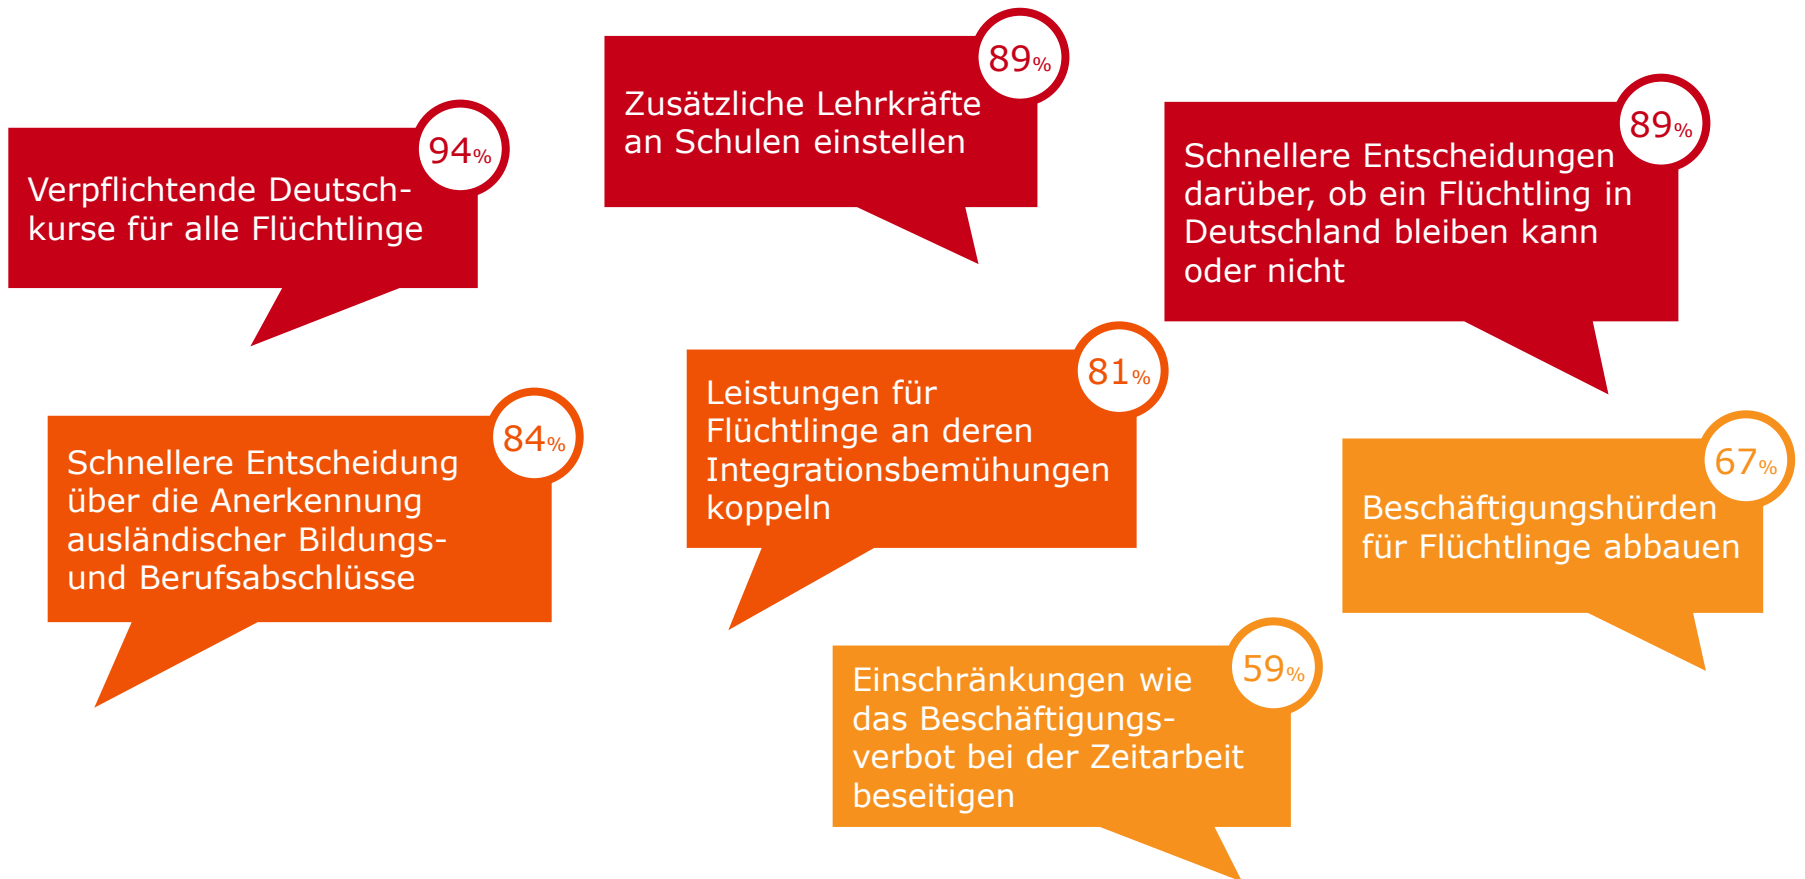 94%
Verpflichtende Deutsch-
kurse für alle Flüchtlinge
89%
Zusätzliche Lehrkräfte
an Schulen einstellen
89%
Schnellere Entscheidungen
darüber, ob ein Flüchtling in
Deutschland bleiben kann
oder nicht
84%
Schnellere Entscheidung
über die Anerkennung
ausländischer Bildungs-
und Berufsabschlüsse
81%
Leistungen für
Flüchtlinge an deren
Integrationsbemühungen
koppeln
67%
Beschäftigungshürden
für Flüchtlinge abbauen
59%
Einschränkungen wie
das Beschäftigungs-
verbot bei der Zeitarbeit
beseitigen